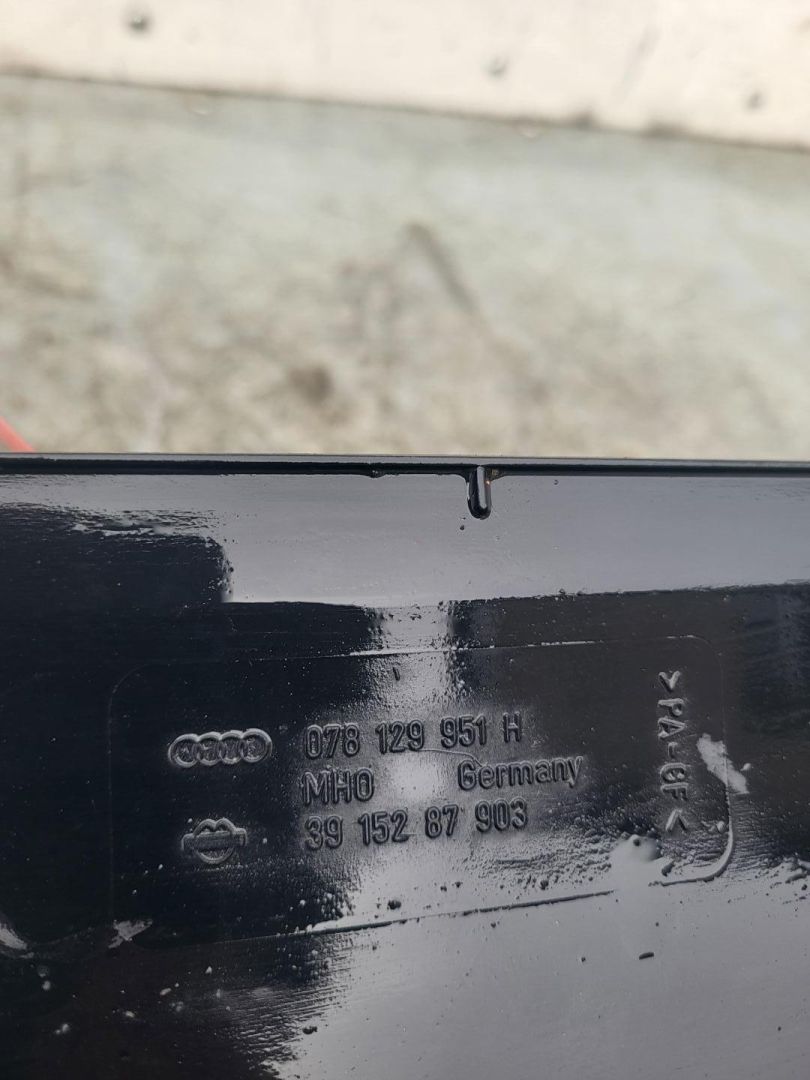 078 129 951 H
MHO Germany
39 152 87 903
>PA-GF<